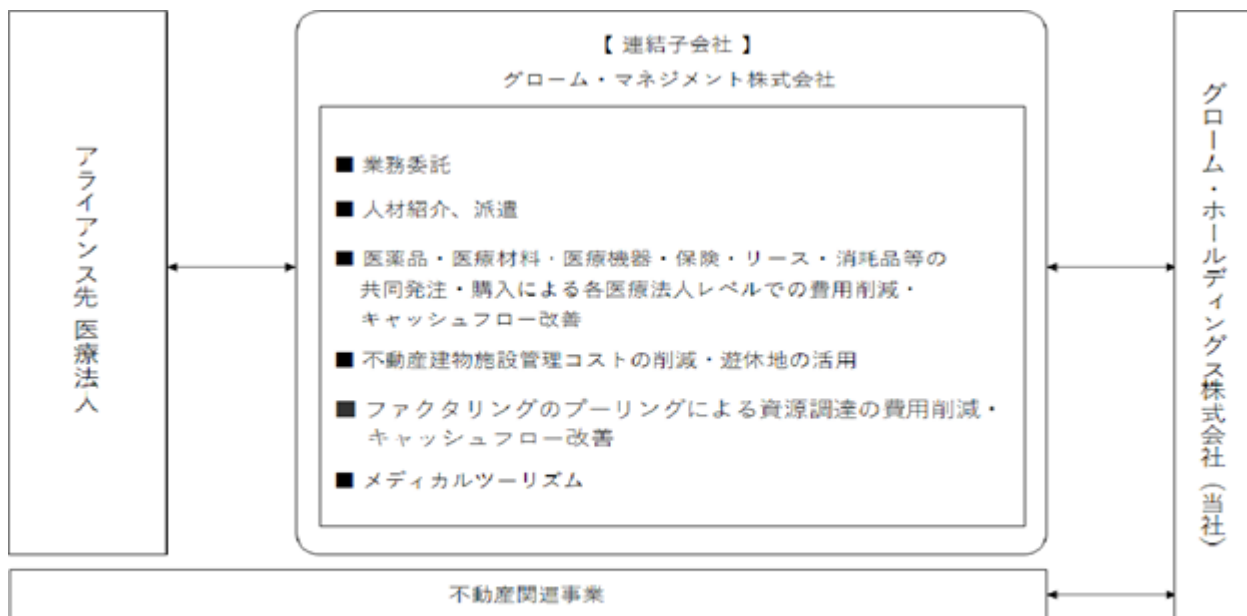 アライアンス先 医療法人
【 連結子会社 】
グローム・マネジメント株式会社
■ 業務委託
■ 人材紹介、派遣
■ 医薬品・医療材料・医療機器・保険・リース・消耗品等の
共同発注・購入による各医療法人レベルでの費用削減・
キャッシュフロー改善
■ 不動産建物施設管理コストの削減・遊休地の活用
■ ファクタリングのプーリングによる資源調達の費用削減・
キャッシュフロー改善
■ メディカルツーリズム
グローム・ホールディングス株式会社（当社）
不動産関連事業